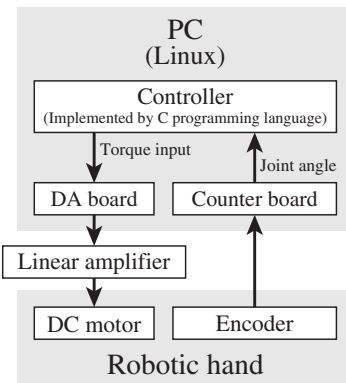 PC
(Linux)
Controller
(Implemented by C programming language)
Torque input
Joint angle
DA board
Counter board
Linear amplifier
DC motor
Encoder
Robotic hand